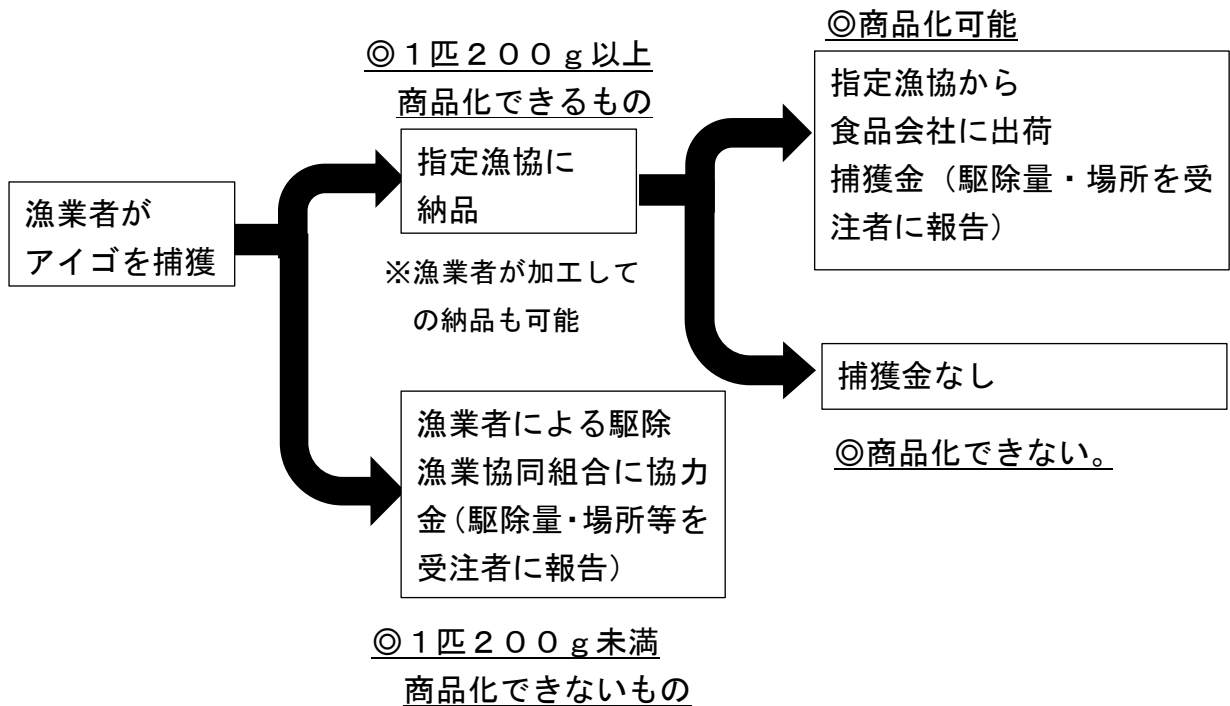 漁業者が
アイゴを捕獲
◎１匹２００ｇ以上
商品化できるもの
指定漁協に
納品
※漁業者が加工して
の納品も可能
漁業者による駆除
漁業協同組合に協力
金（駆除量・場所等を
受注者に報告）
◎１匹２００ｇ未満
商品化できないもの
◎商品化可能
指定漁協から
食品会社に出荷
捕獲金（駆除量・場所を受
注者に報告）
捕獲金なし
◎商品化できない。